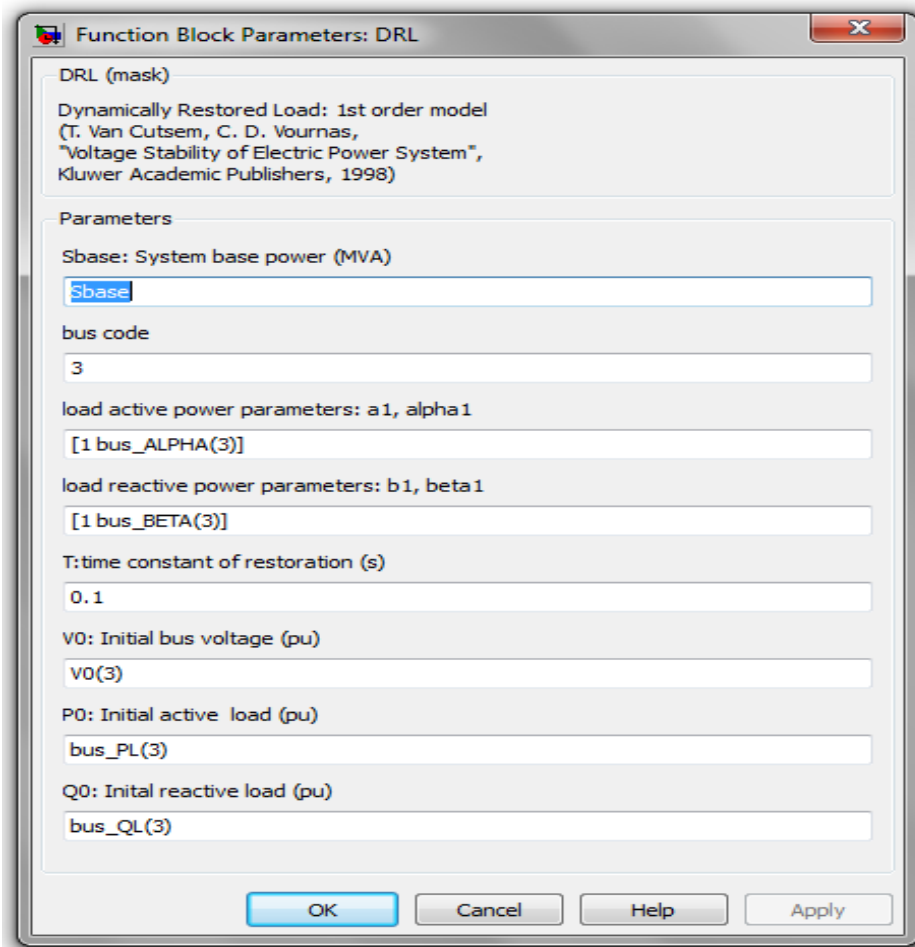 Function Block Parameters: DRL
DRL (mask)
Dynamically Restored Load: 1st order model
(T. Van Cutsem, C. D. Vournas,
"Voltage Stability of Electric Power System",
Kluwer Academic Publishers, 1998)
Parameters
Sbase: System base power (MVA)
Sbase
bus code
3
load active power parameters: a1, alpha1
[1 bus_ALPHA(3)]
load reactive power parameters: b1, beta1
[1 bus_BETA(3)]
T:time constant of restoration (s)
0.1
V0: Initial bus voltage (pu)
V0(3)
P0: Initial active  load (pu)
bus_PL(3)
Q0: Inital reactive load (pu)
bus_QL(3)
OK Cancel Help Apply